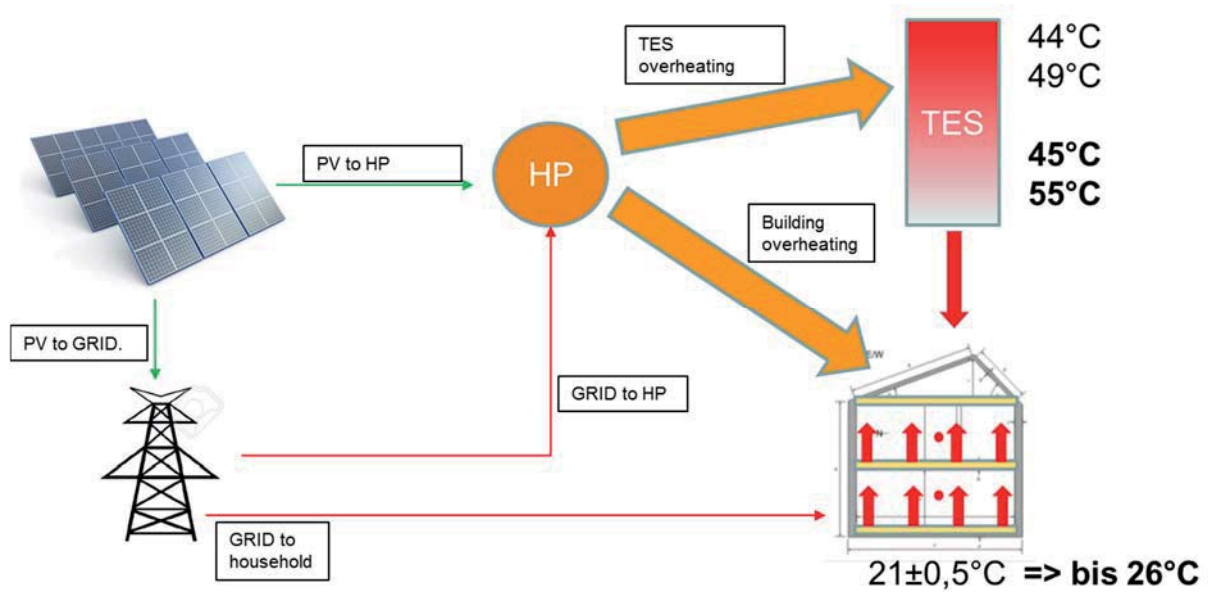 TES
overheating
44°C
49°C
TES
45°C
55°C
PV to HP
HP
Building
overheating
PV to GRID.
E/W
GRID to HP
N
GRID to
household
21±0,5°C => bis 26°C